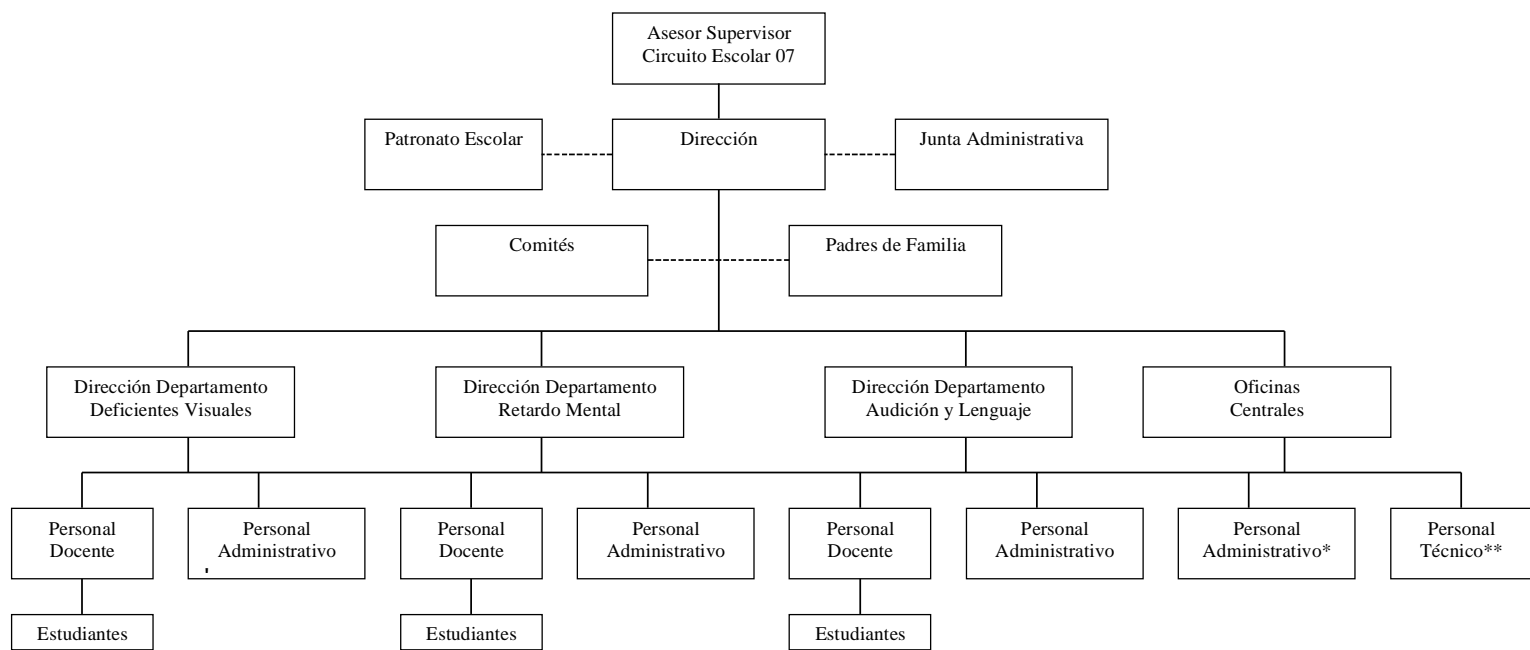 Asesor Supervisor
Circuito Escolar 07
Patronato Escolar
Dirección
Junta Administrativa
Comités
Padres de Familia
Dirección Departamento
Deficientes Visuales
Dirección Departamento
Retardo Mental
Dirección Departamento
Audición y Lenguaje
Oficinas
Centrales
Personal
Docente
Personal
Administrativo
Personal
Docente
Personal
Administrativo
Personal
Docente
Personal
Administrativo
Personal
Administrativo*
Personal
Técnico**
Estudiantes
Estudiantes
Estudiantes